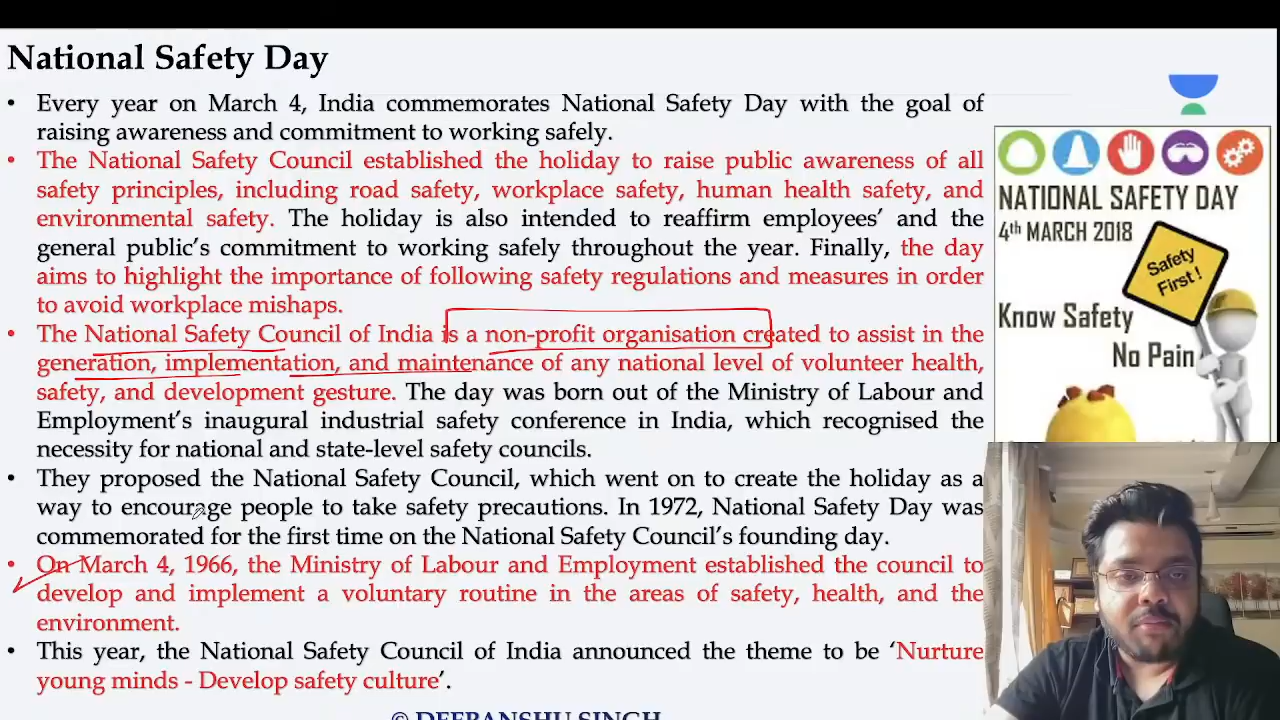 National Safety Day
• Every year on March 4, India commemorates National Safety Day with the goal of
raising awareness and commitment to working safely.
• The National Safety Council established the holiday to raise public awareness of all
safety principles, including road safety, workplace safety, human health safety, and
environmental safety. The holiday is also intended to reaffirm employees’ and the
general public’s commitment to working safely throughout the year. Finally, the day
aims to highlight the importance of following safety regulations and measures in order
to avoid workplace mishaps.
• The National Safety Council of India is a non-profit organisation created to assist in the
generation, implementation, and maintenance of any national level of volunteer health,
safety, and development gesture. The day was born out of the Ministry of Labour and
Employment’s inaugural industrial safety conference in India, which recognised the
necessity for national and state-level safety councils.
• They proposed the National Safety Council, which went on to create the holiday as a
way to encourage people to take safety precautions. In 1972, National Safety Day was
commemorated for the first time on the National Safety Council’s founding day.
• On March 4, 1966, the Ministry of Labour and Employment established the council to
develop and implement a voluntary routine in the areas of safety, health, and the
environment.
• This year, the National Safety Council of India announced the theme to be ‘Nurture
young minds - Develop safety culture’.
© DEEPANSHU SINGH
NATIONAL SAFETY DAY
4th MARCH 2018
Safety
First !
Know Safety
No Pain